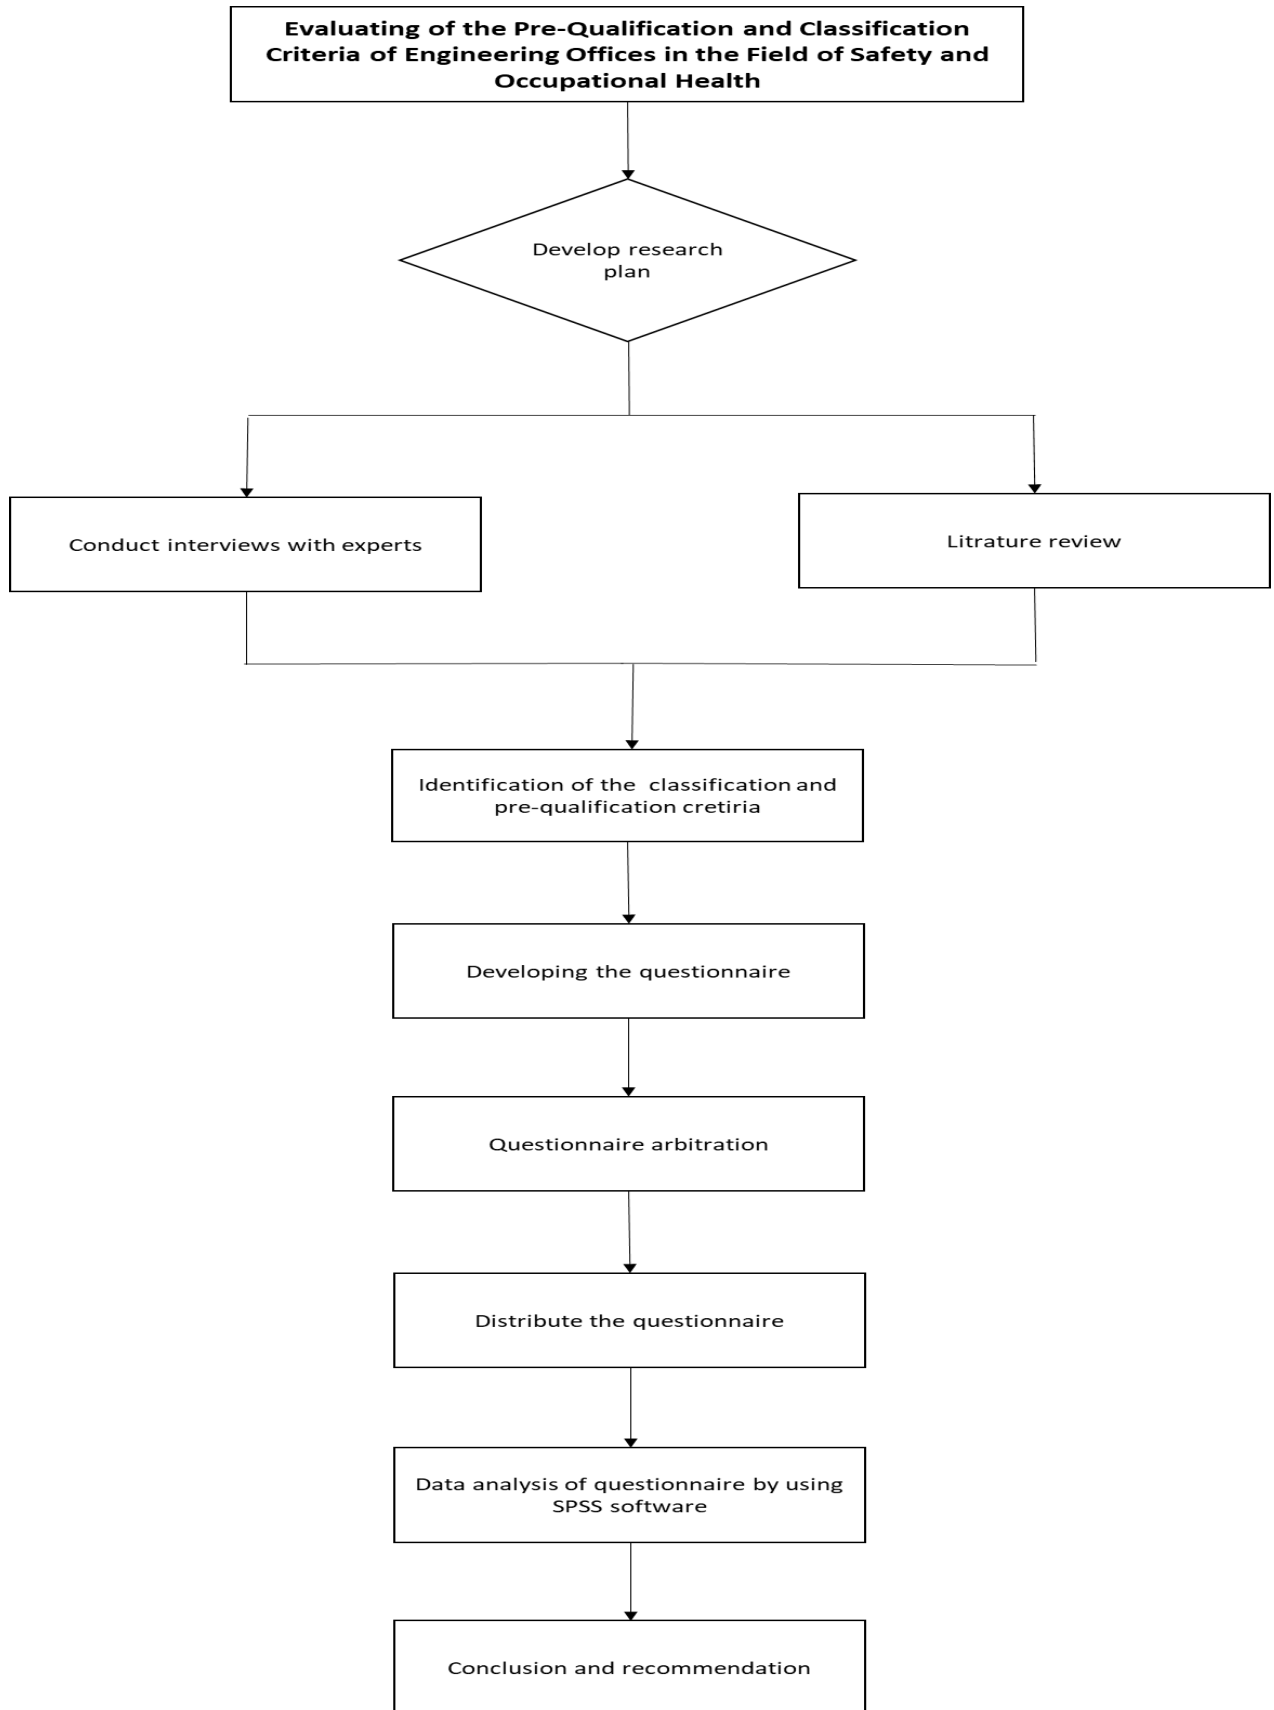 Evaluating of the Pre-Qualification and Classification
Criteria of Engineering Offices in the Field of Safety and
Occupational Health
Develop research
plan
Conduct interviews with experts
Litrature review
Identification of the classification and
pre-qualification cretiria
Developing the questionnaire
Questionnaire arbitration
Distribute the questionnaire
Data analysis of questionnaire by using
SPSS software
Conclusion and recommendation